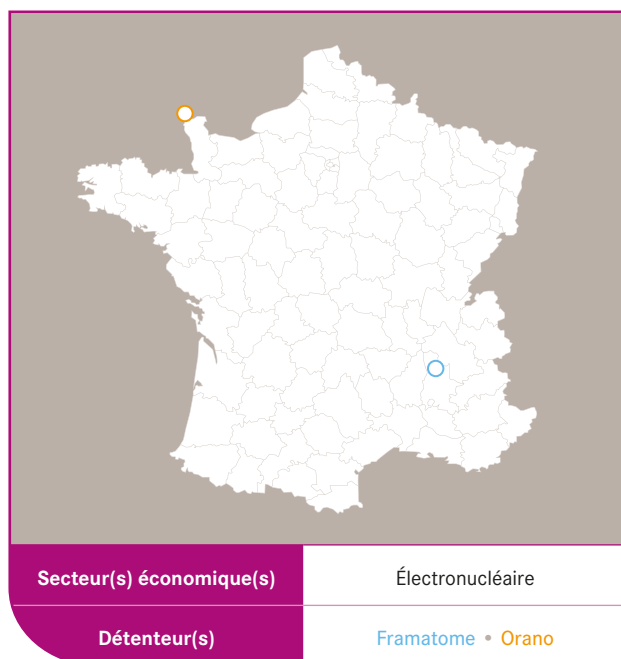 Secteur(s) économique(s) Électronucléaire
Détenteur(s) Framatome • Orano